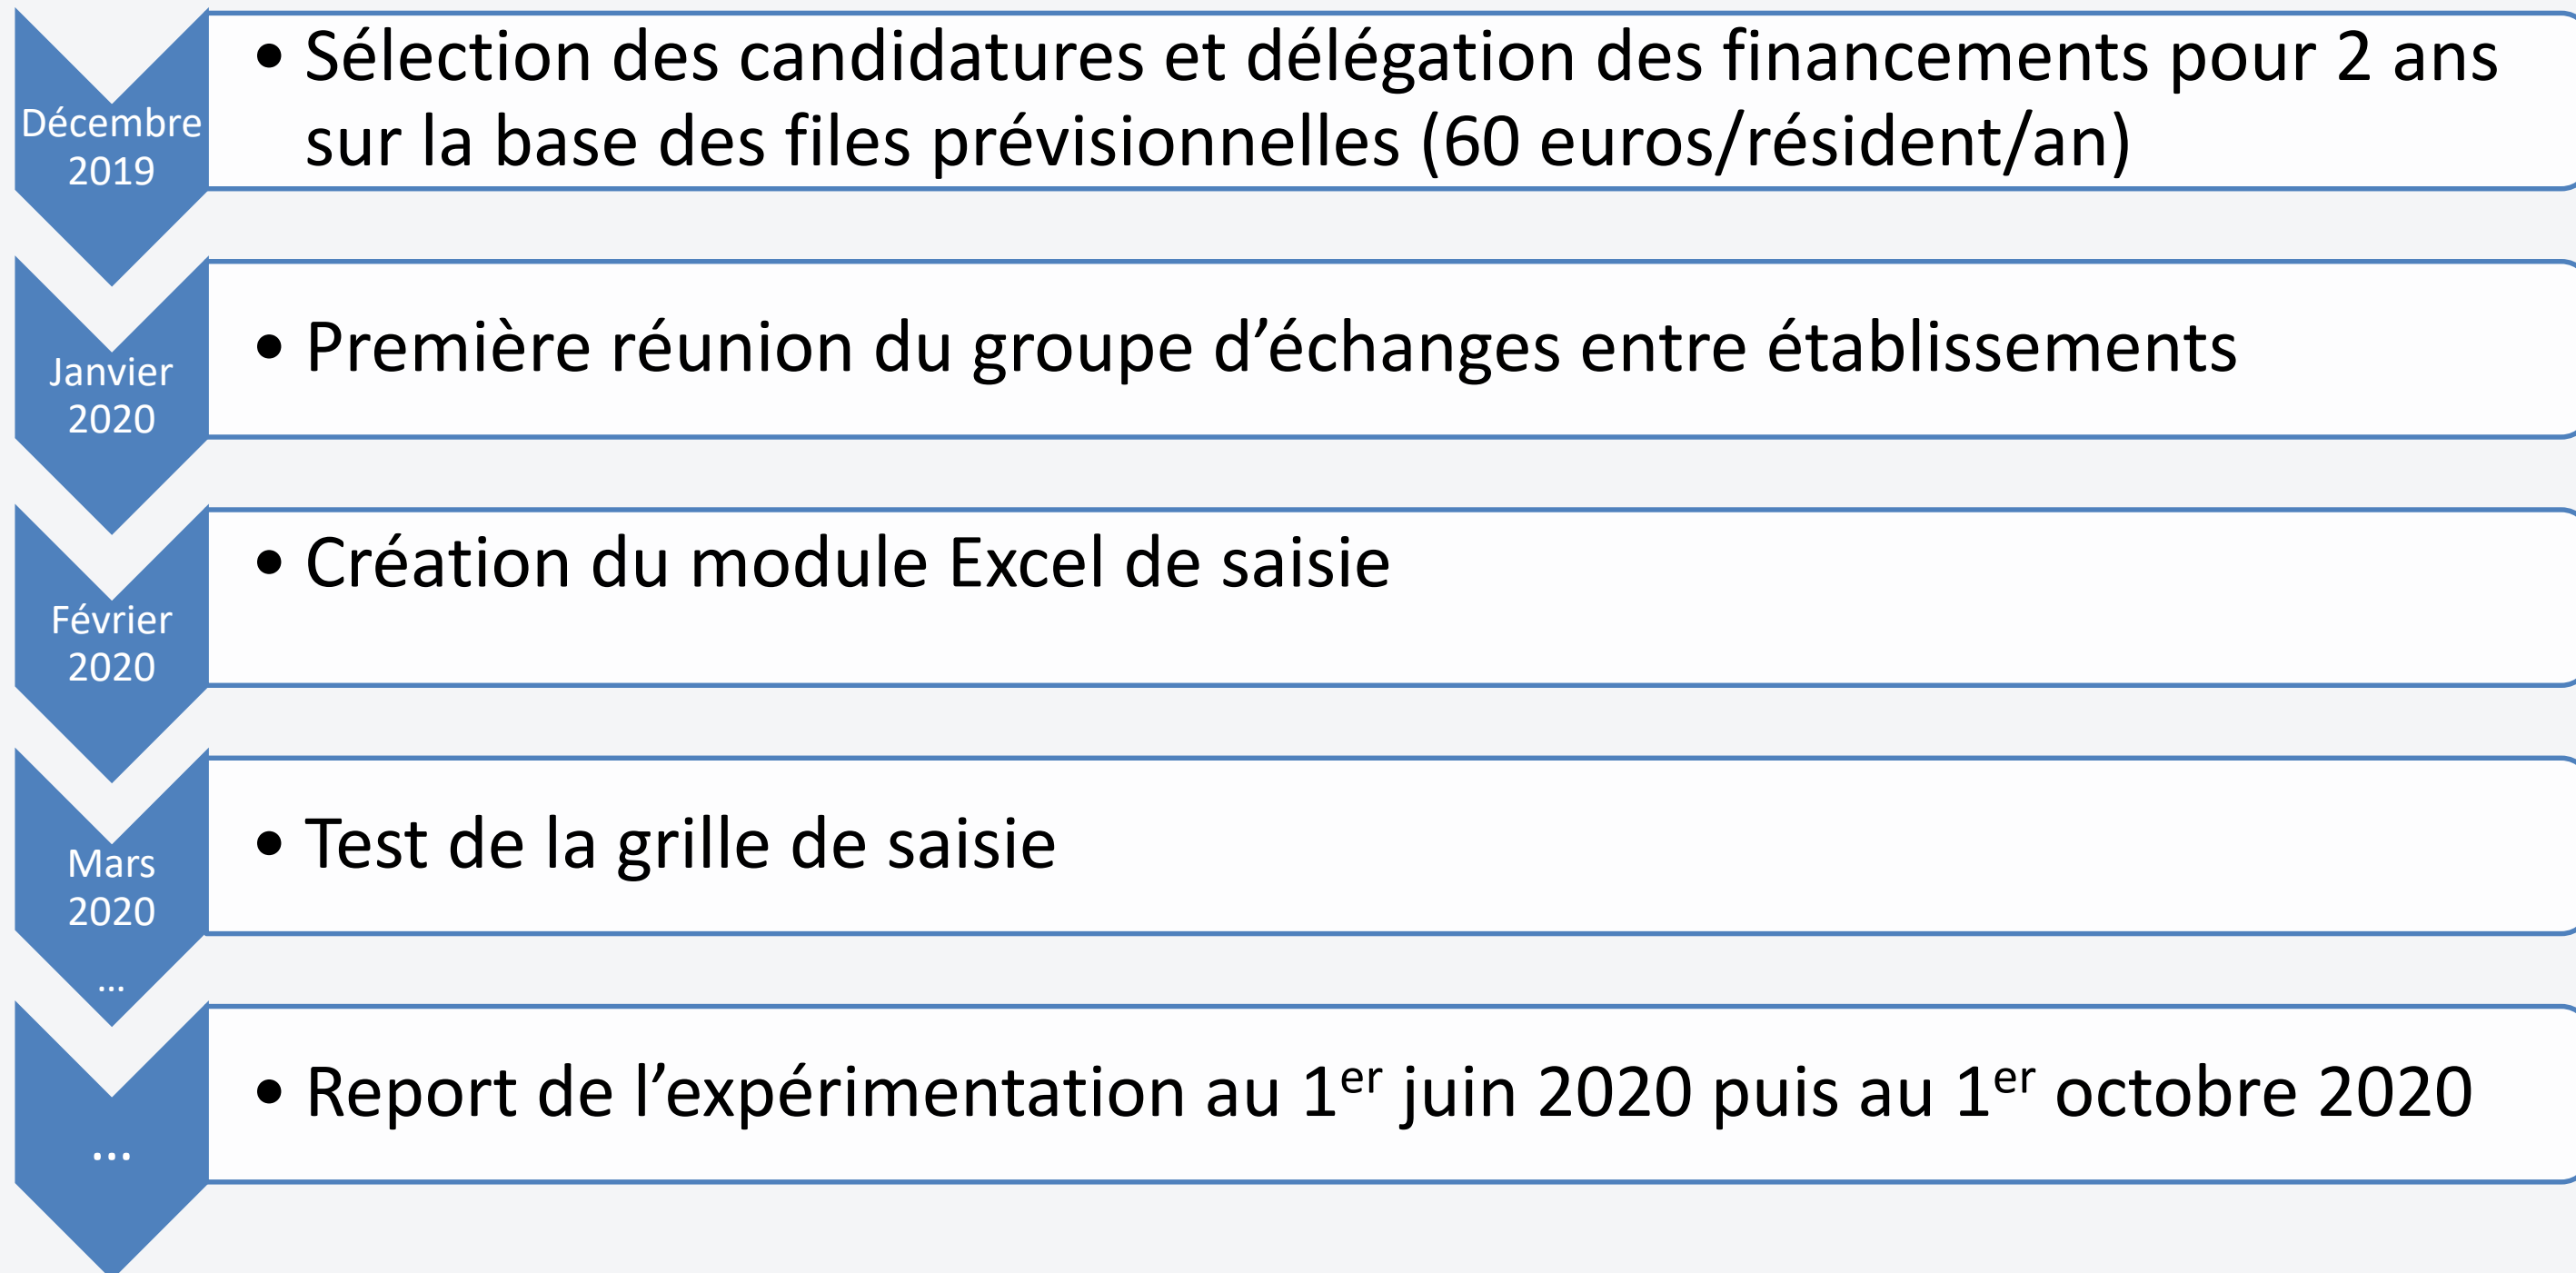 Décembre
2019
• Sélection des candidatures et délégation des financements pour 2 ans
sur la base des files prévisionnelles (60 euros/résident/an)
Janvier
2020
• Première réunion du groupe d’échanges entre établissements
Février
2020
• Création du module Excel de saisie
Mars
2020
...
• Test de la grille de saisie
...
• Report de l’expérimentation au 1er juin 2020 puis au 1er octobre 2020